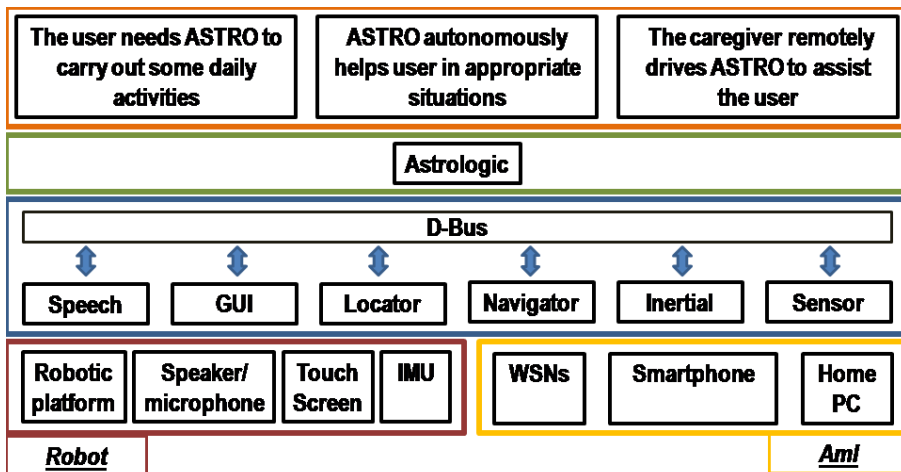 The user needs ASTRO to
carry out some daily
activities
ASTRO autonomously
helps user in appropriate
situations
The caregiver remotely
drives ASTRO to assist
the user
Astrologic
D-Bus
Speech
GUI
Locator
Navigator
Inertial
Sensor
Robotic
platform
Speaker/
microphone
Touch
Screen
IMU
WSNs
Smartphone
Home
PC
Robot
AmI